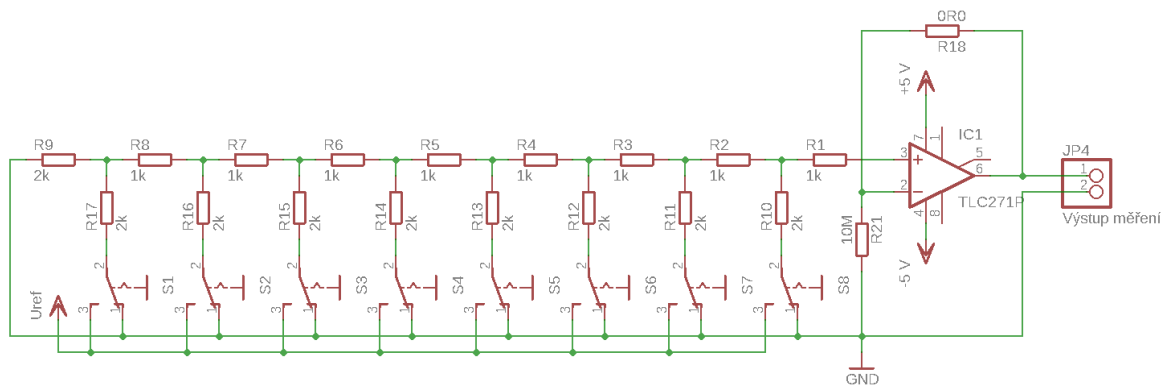 0R0
R18
+5 V
IC1
R9 R8 R7 R6 R5 R4 R3 R2 R1
2k 1k 1k 1k 1k 1k 1k 1k 1k
7 1
3 + 5
6
2 −
4 8
TLC271P
JP4
1
2
Výstup měření
R17 2k R16 2k R15 2k R14 2k R13 2k R12 2k R11 2k R10 2k
10M R21
-5 V
2 2 2 2 2 2 2 2
S1 S2 S3 S4 S5 S6 S7 S8
Uref
3 1 3 1 3 1 3 1 3 1 3 1 3 1 3 1
GND